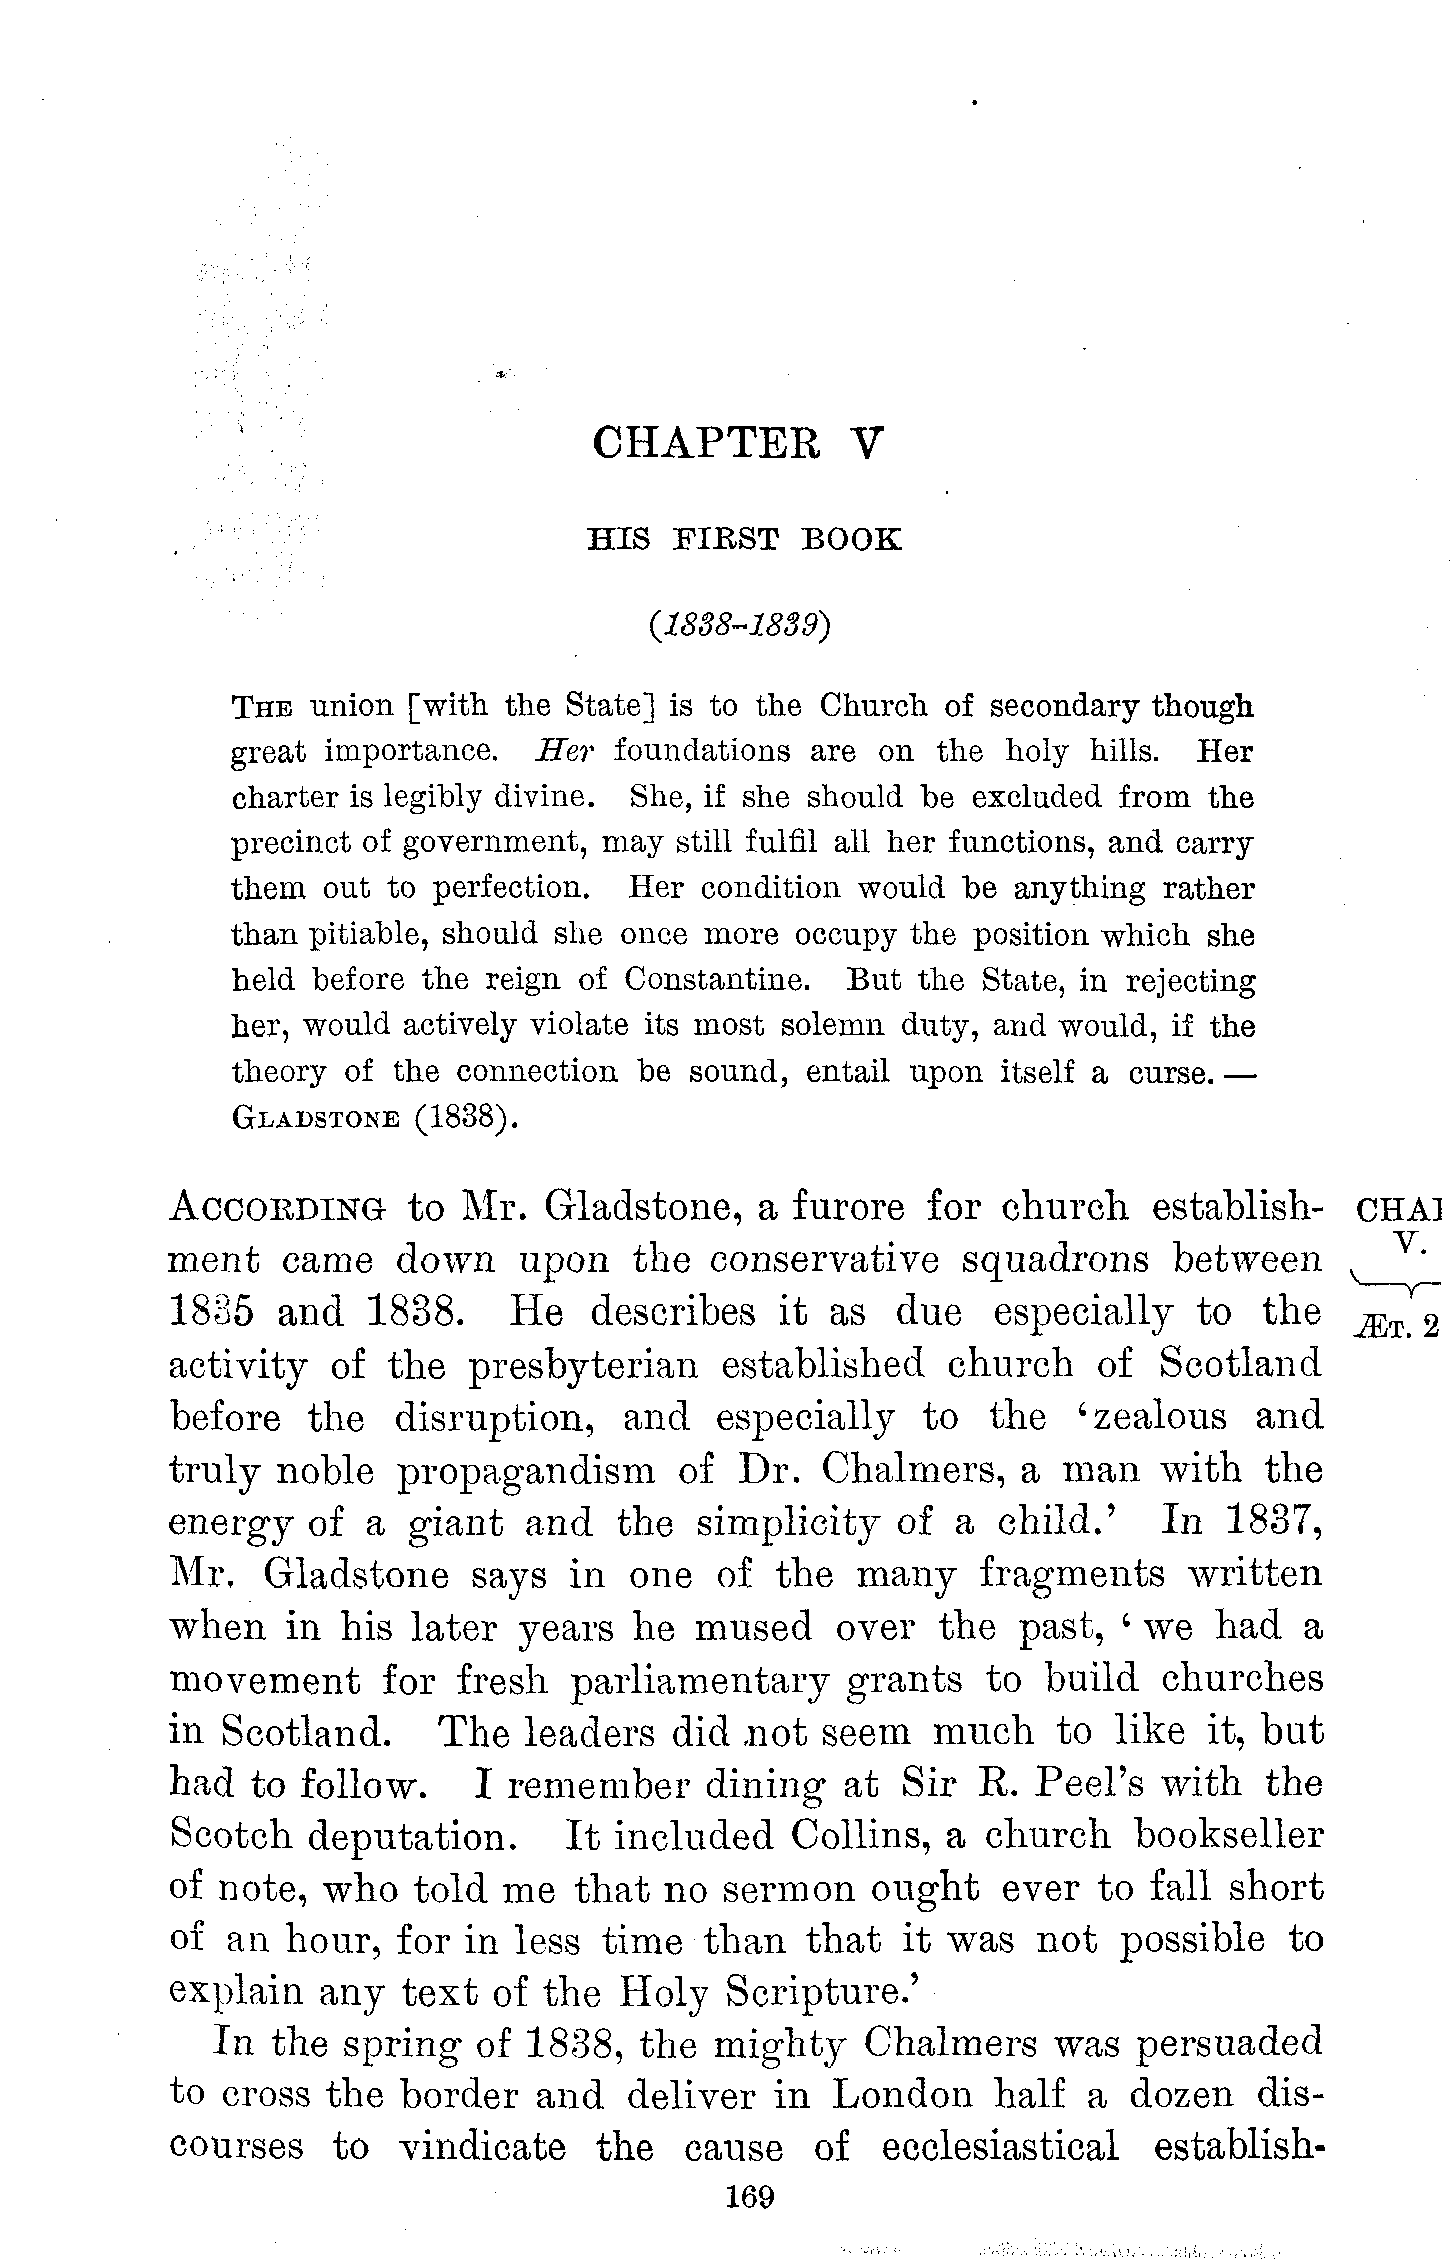 CHAPTER V
HIS FIRST BOOK
(1838–1839)
THE union [with the State] is to the Church of secondary though
great importance. Her foundations are on the holy hills. Her
charter is legibly divine. She, if she should be excluded from the
precinct of government, may still fulfil all her functions, and carry
them out to perfection. Her condition would be anything rather
than pitiable, should she once more occupy the position which she
held before the reign of Constantine. But the State, in rejecting
her, would actively violate its most solemn duty, and would, if the
theory of the connection be sound, entail upon itself a curse. —
GLADSTONE (1838).
ACCORDING to Mr. Gladstone, a furore for church establish-
ment came down upon the conservative squadrons between
1835 and 1838. He describes it as due especially to the
activity of the presbyterian established church of Scotland
before the disruption, and especially to the ‘zealous and
truly noble propagandism of Dr. Chalmers, a man with the
energy of a giant and the simplicity of a child.’ In 1837,
Mr. Gladstone says in one of the many fragments written
when in his later years he mused over the past, ‘we had a
movement for fresh parliamentary grants to build churches
in Scotland. The leaders did not seem much to like it, but
had to follow. I remember dining at Sir R. Peel’s with the
Scotch deputation. It included Collins, a church bookseller
of note, who told me that no sermon ought ever to fall short
of an hour, for in less time than that it was not possible to
explain any text of the Holy Scripture.’
In the spring of 1838, the mighty Chalmers was persuaded
to cross the border and deliver in London half a dozen dis-
courses to vindicate the cause of ecclesiastical establish-
169
V.
ÆT. 2